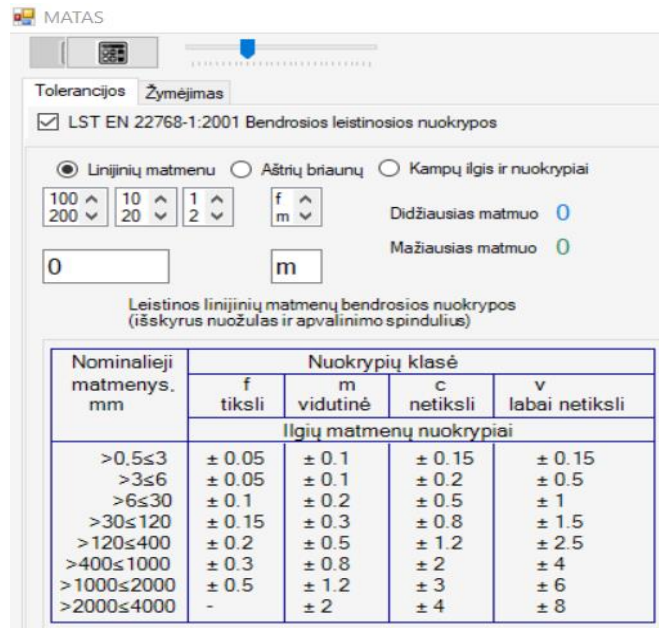 MATAS
Tolerancijos Žymėjimas
LST EN 22768-1:2001 Bendrosios leistinosios nuokrypos
Linijinių matmenu Aštrių briaunų Kampų ilgis ir nuokrypiai
100 10 1 f
200 20 2 m
Didžiausias matmuo 0
Mažiausias matmuo 0
0 m
Leistinos linijinių matmenų bendrosios nuokrypos
(išskyrus nuožulas ir apvalinimo spindulius)
Nominalieji matmenys, mm Nuokrypių klasė
f tiksli m vidutinė c netiksli v labai netiksli
Ilgių matmenų nuokrypiai
>0,5≤3 ± 0.05 ± 0.1 ± 0.15 ± 0.15
>3≤6 ± 0.05 ± 0.1 ± 0.2 ± 0.5
>6≤30 ± 0.1 ± 0.2 ± 0.5 ± 1
>30≤120 ± 0.15 ± 0.3 ± 0.8 ± 1.5
>120≤400 ± 0.2 ± 0.5 ± 1.2 ± 2.5
>400≤1000 ± 0.3 ± 0.8 ± 2 ± 4
>1000≤2000 ± 0.5 ± 1.2 ± 3 ± 6
>2000≤4000 - ± 2 ± 4 ± 8